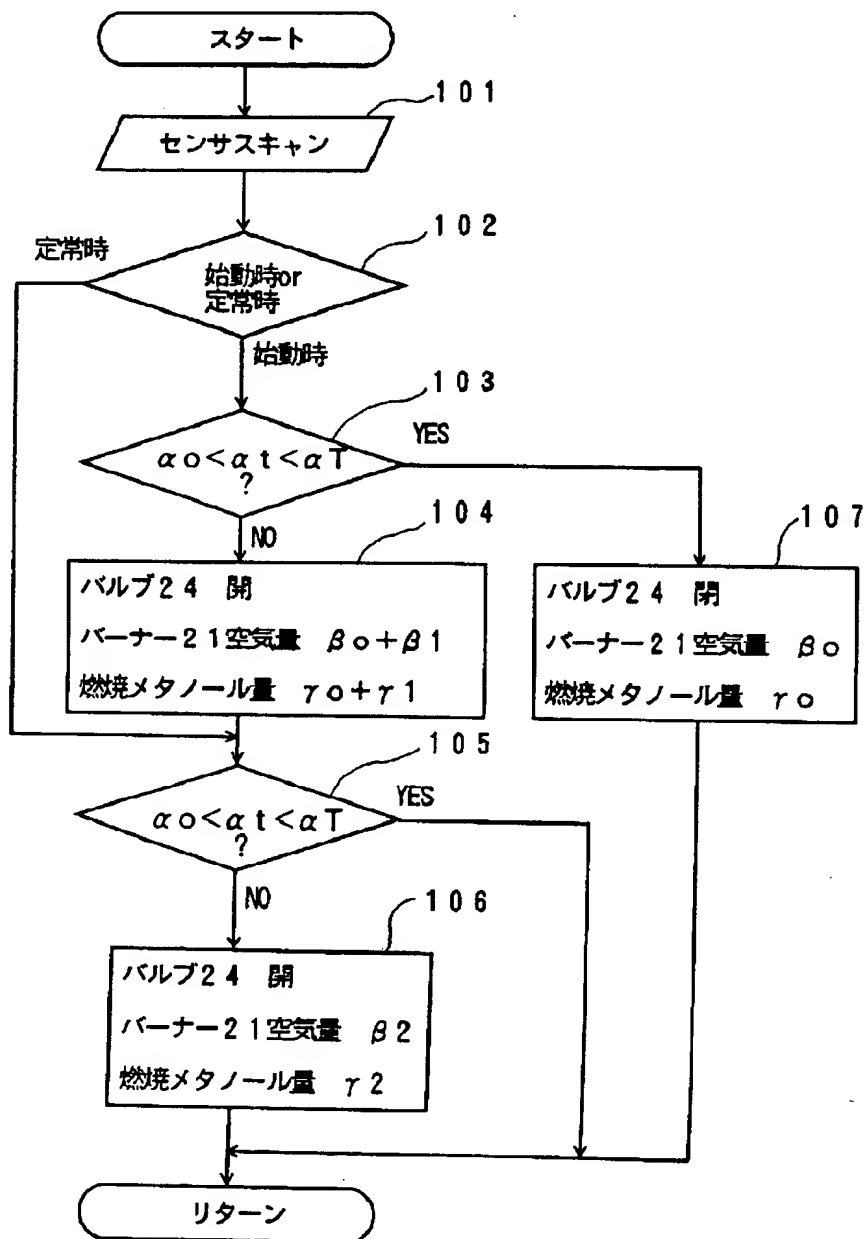 スタート
101
センサスキャン
102
定常時
始動時or
定常時
始動時
103
YES
αo<αt<αT
?
NO
104
バルブ24 開
バーナー21空気量 βo+β1
燃焼メタノール量 γo+γ1
107
バルブ24 閉
バーナー21空気量 βo
燃焼メタノール量 γo
105
YES
αo<αt<αT
?
NO
106
バルブ24 開
バーナー21空気量 β2
燃焼メタノール量 γ2
リターン